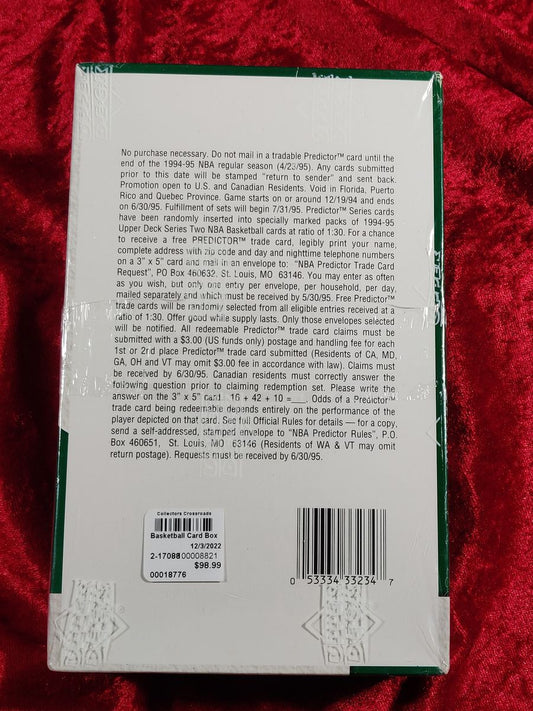 No purchase necessary. Do not mail in a tradable Predictor™ card until the
end of the 1994-95 NBA regular season (4/23/95). Any cards submitted
prior to this date will be stamped "return to sender" and sent back.
Promotion open to U.S. and Canadian Residents. Void in Florida, Puerto
Rico and Quebec Province. Game starts on or around 12/19/94 and ends
on 6/30/95. Fulfillment of sets will begin 7/31/95. Predictor™ Series cards
have been randomly inserted into specially marked packs of 1994-95
Upper Deck Series Two NBA Basketball cards at ratio of 1:30. For a chance
to receive a free PREDICTOR™ trade card, legibly print your name,
complete address with zip code and day and nighttime telephone numbers
on a 3" x 5" card and mail in an envelope to: "NBA Predictor Trade Card
Request", PO Box 460632, St. Louis, MO 63146. You may enter as often
as you wish, but only one entry per envelope, per household, per day,
mailed separately and which must be received by 5/30/95. Free Predictor™
trade cards will be randomly selected from all eligible entries received at a
ratio of 1:30. Offer good while supply lasts. Only those envelopes selected
will be notified. All redeemable Predictor™ trade card claims must be
submitted with a $3.00 (US funds only) postage and handling fee for each
1st or 2nd place Predictor™ trade card submitted (Residents of CA, MD,
GA, OH and VT may omit $3.00 fee in accordance with law). Claims must
be received by 6/30/95. Canadian residents must correctly answer the
following question prior to claiming redemption set. Please write the
answer on the 3" x 5" card. 16 + 42 + 10 =___. Odds of a Predictor™
trade card being redeemable depends entirely on the performance of the
player depicted on that card. See full Official Rules for details — for a copy,
send a self-addressed, stamped envelope to "NBA Predictor Rules", P.O.
Box 460651, St. Louis, MO 63146 (Residents of WA & VT may omit
return postage). Requests must be received by 6/30/95.
UPPER
Collectors Crossroads
Basketball Card Box
12/3/2022
2-1708800008821
$98.99
00018776
0 53334 33234 7
UPPER DECK
UPPER DECK